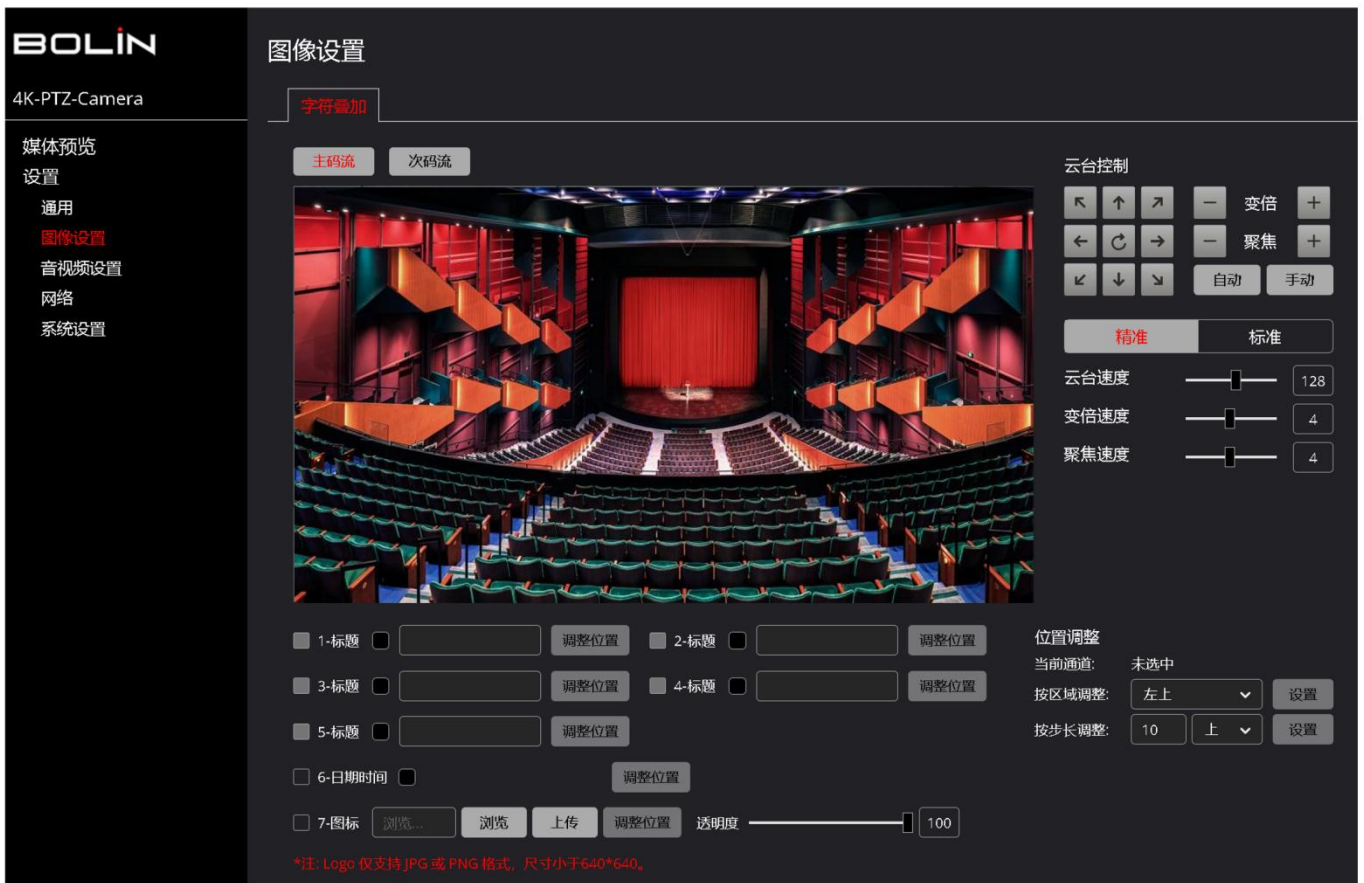 BOLIN
4K-PTZ-Camera
媒体预览
设置
通用
图像设置
音视频设置
网络
系统设置
图像设置
字符叠加
主码流 次码流
云台控制
变倍
聚焦
自动 手动
精准 标准
云台速度 128
变倍速度 4
聚焦速度 4
1-标题 调整位置 2-标题 调整位置
3-标题 调整位置 4-标题 调整位置
5-标题 调整位置
6-日期时间 调整位置
7-图标 浏览... 浏览 上传 调整位置 透明度 100
*注: Logo 仅支持 JPG 或 PNG 格式，尺寸小于640*640。
位置调整
当前通道: 未选中
按区域调整: 左上 设置
按步长调整: 10 上 设置